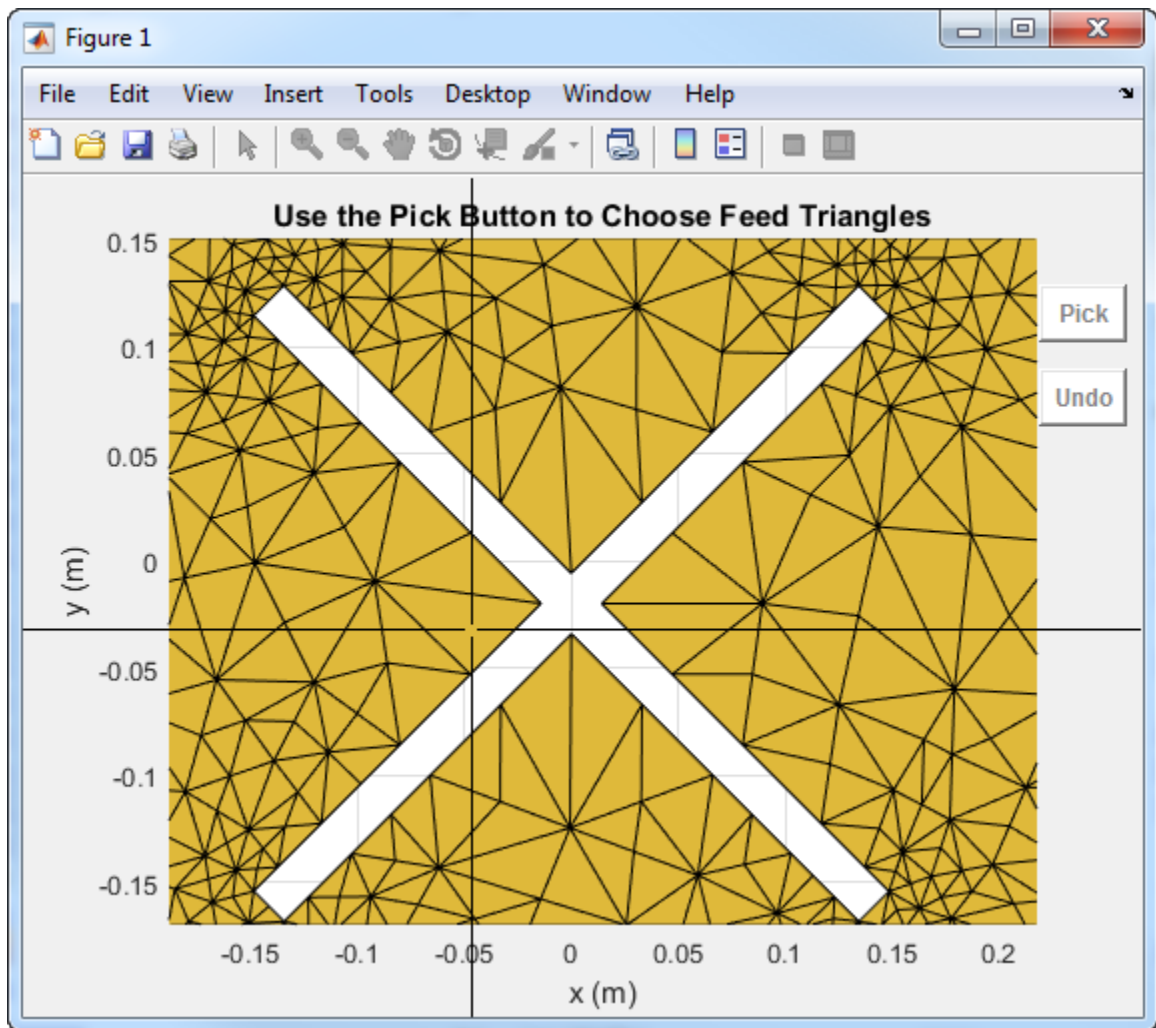 Figure 1
File Edit View Insert Tools Desktop Window Help
Use the Pick Button to Choose Feed Triangles
0.15
0.1
0.05
0
-0.05
-0.1
-0.15
y (m)
-0.15 -0.1 -0.05 0 0.05 0.1 0.15 0.2
x (m)
Pick
Undo